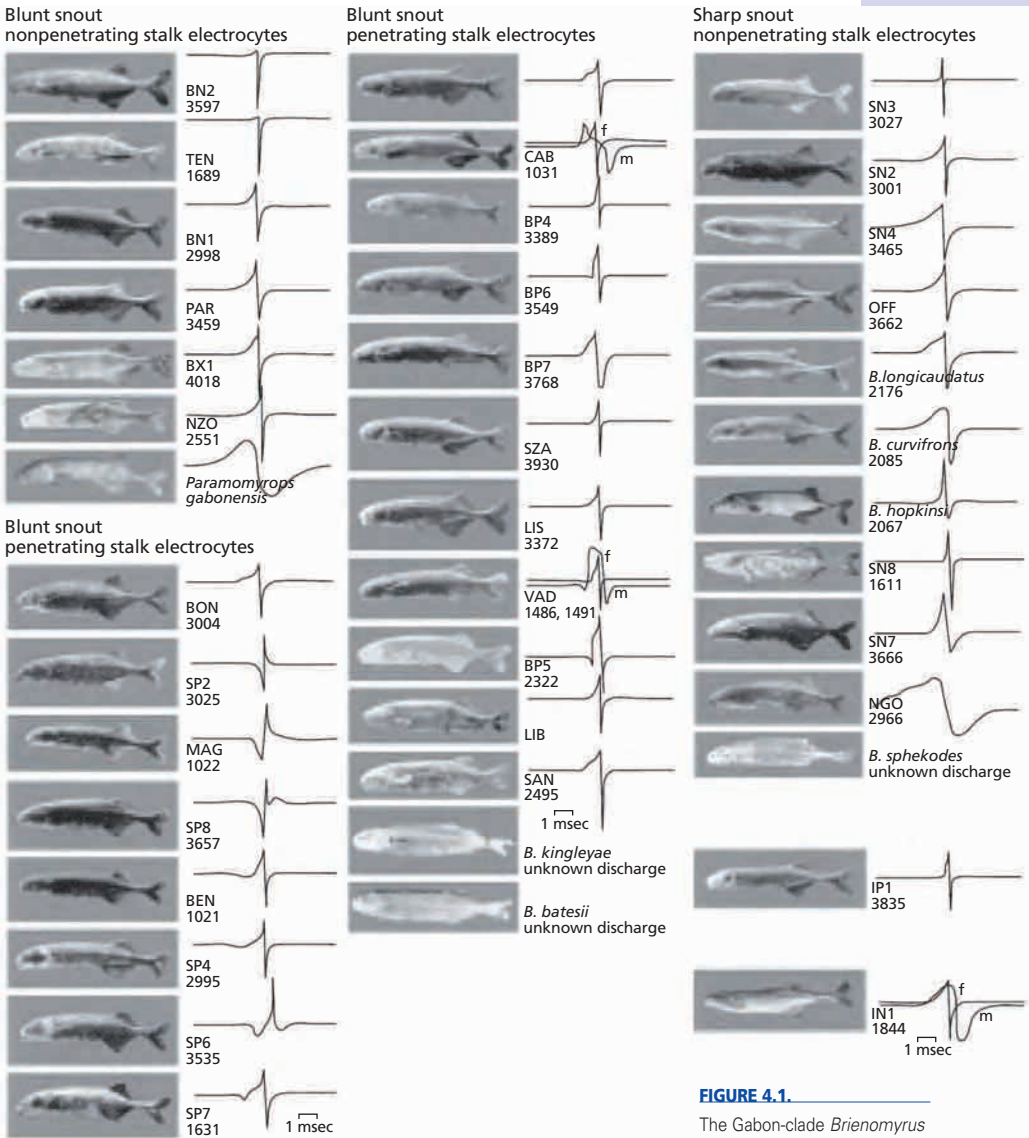 Blunt snout
nonpenetrating stalk electrocytes
BN2
3597
TEN
1689
BN1
2998
PAR
3459
BX1
4018
NZO
2551
Paramomyrops
gabonensis
Blunt snout
penetrating stalk electrocytes
BON
3004
SP2
3025
MAG
1022
SP8
3657
BEN
1021
SP4
2995
SP6
3535
SP7
1631
1 msec
Blunt snout
penetrating stalk electrocytes
f
CAB
m
1031
BP4
3389
BP6
3549
BP7
3768
SZA
3930
LIS
3372
f
VAD
m
1486, 1491
BP5
2322
LIB
SAN
2495
1 msec
B. kingleyae
unknown discharge
B. batesii
unknown discharge
Sharp snout
nonpenetrating stalk electrocytes
SN3
3027
SN2
3001
SN4
3465
OFF
3662
B.longicaudatus
2176
B. curvifrons
2085
B. hopkinsi
2067
SN8
1611
SN7
3666
NGO
2966
B. sphekodes
unknown discharge
IP1
3835
f
IN1
m
1844
1 msec
FIGURE 4.1.
The Gabon-clade Brienomyrus